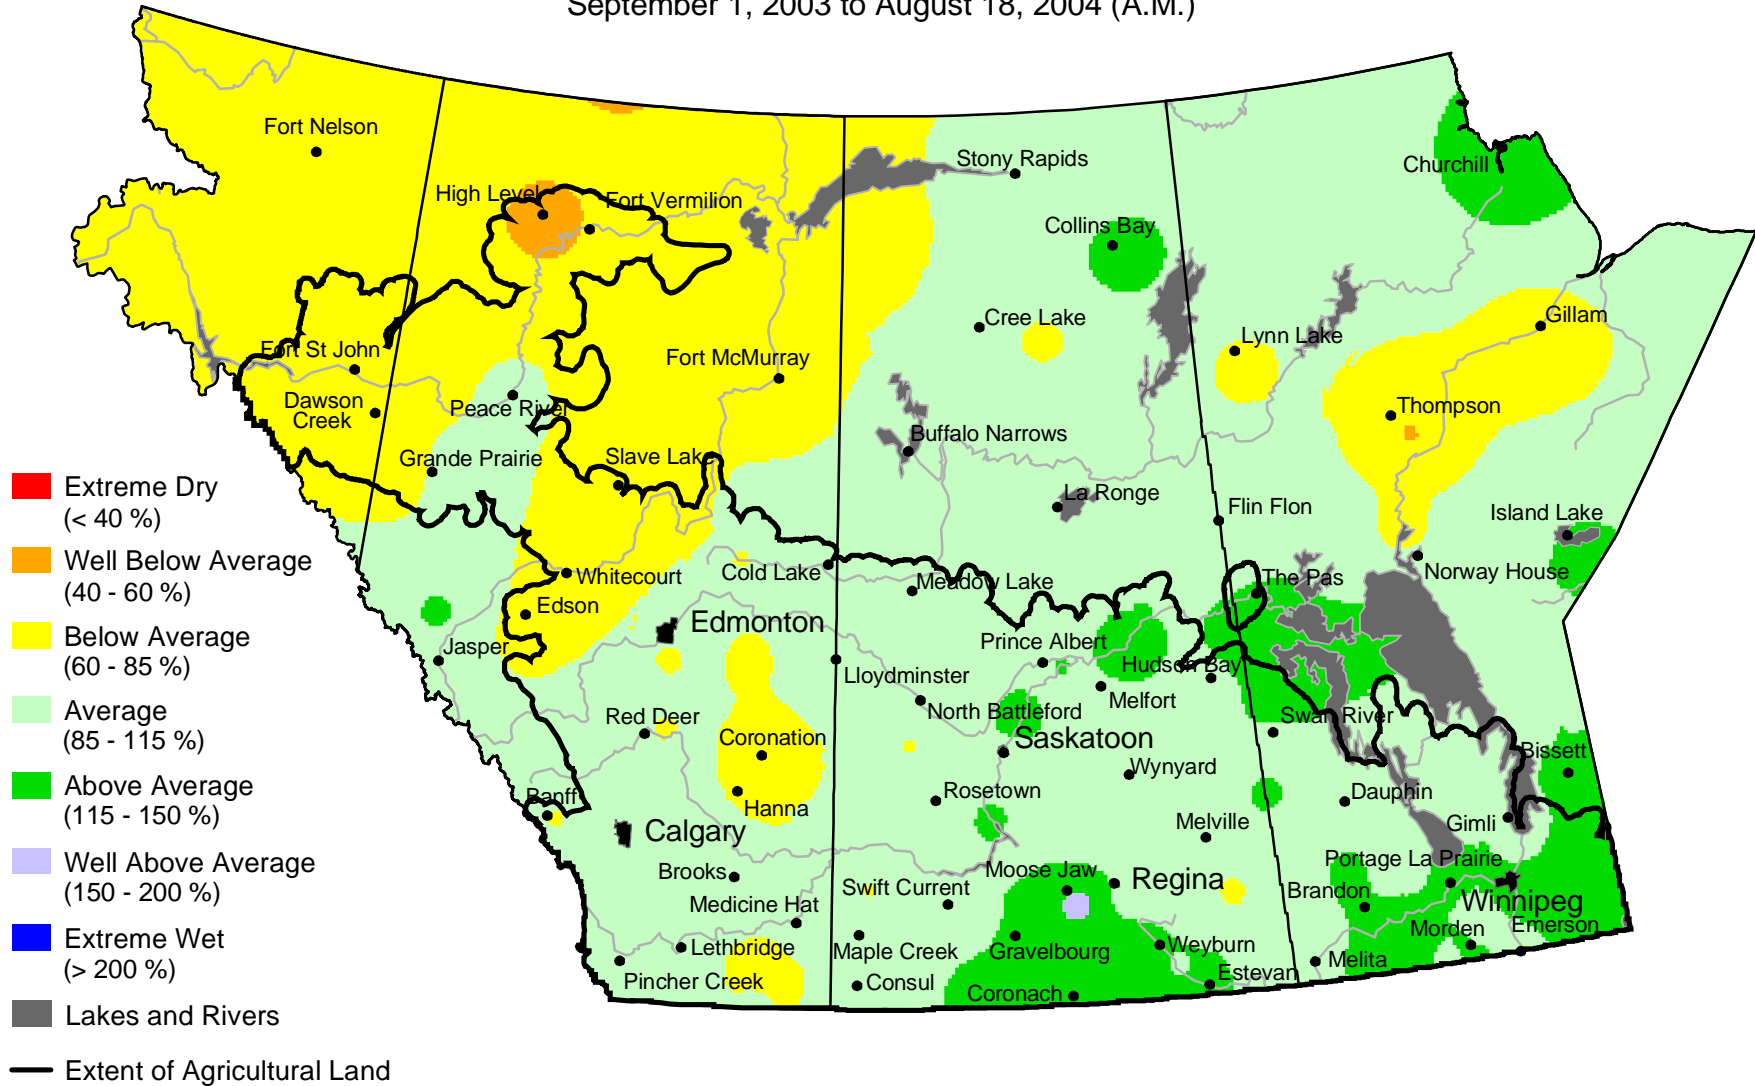 September 1, 2003 to August 18, 2004 (A.M.)
Fort Nelson
Churchill
Stony Rapids
High Level
Fort Vermilion
Collins Bay
Gillam
Cree Lake
Lynn Lake
Fort St John
Fort McMurray
Dawson
Creek
Peace River
Thompson
Buffalo Narrows
Grande Prairie
Slave Lake
La Ronge
Flin Flon
Island Lake
Cold Lake
Meadow Lake
The Pas
Norway House
Whitecourt
Edson
Edmonton
Jasper
Prince Albert
Hudson Bay
Lloydminster
Melfort
North Battleford
Red Deer
Swan River
Coronation
Saskatoon
Bissett
Wynyard
Banff
Hanna
Rosetown
Dauphin
Calgary
Melville
Gimli
Portage La Prairie
Brooks
Swift Current
Moose Jaw
Regina
Brandon
Medicine Hat
Winnipeg
Morden
Emerson
Lethbridge
Maple Creek
Gravelbourg
Weyburn
Melita
Pincher Creek
Consul
Coronach
Estevan
Extreme Dry
(< 40 %)
Well Below Average
(40 - 60 %)
Below Average
(60 - 85 %)
Average
(85 - 115 %)
Above Average
(115 - 150 %)
Well Above Average
(150 - 200 %)
Extreme Wet
(> 200 %)
Lakes and Rivers
Extent of Agricultural Land